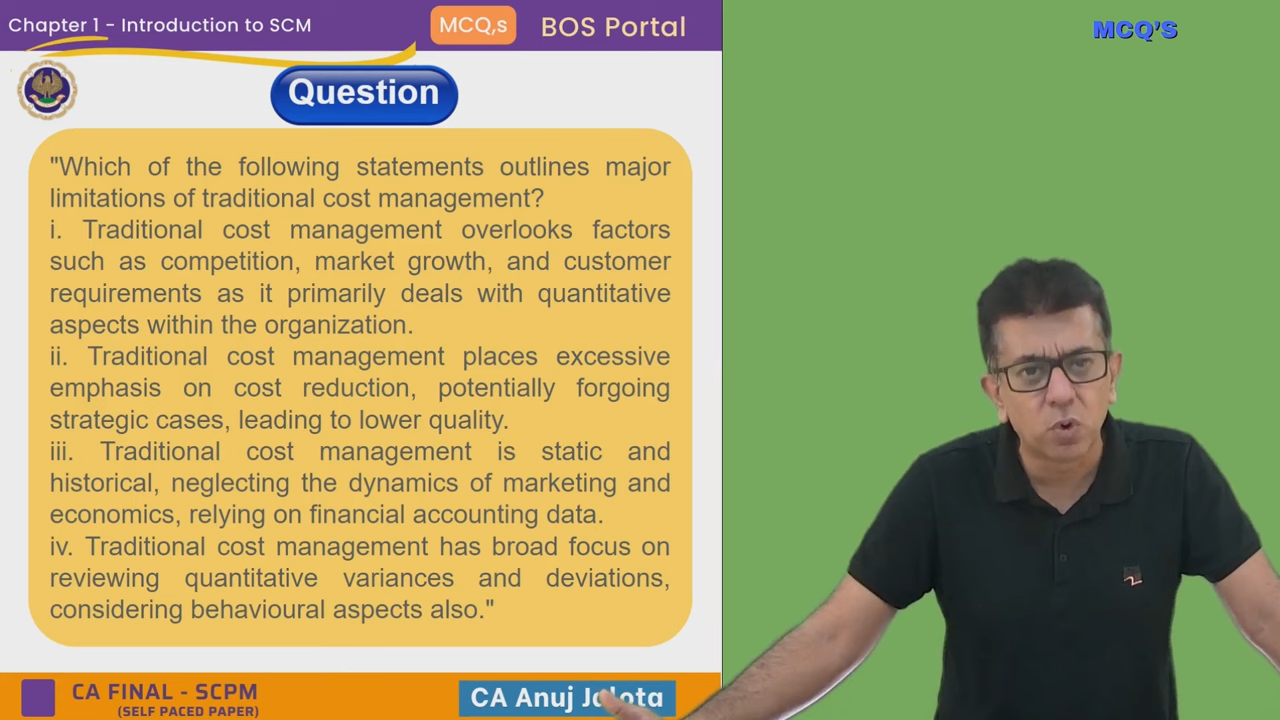 Chapter 1 - Introduction to SCM
MCQ,s
BOS Portal
MCQ'S
Question
"Which of the following statements outlines major
limitations of traditional cost management?
i. Traditional cost management overlooks factors
such as competition, market growth, and customer
requirements as it primarily deals with quantitative
aspects within the organization.
ii. Traditional cost management places excessive
emphasis on cost reduction, potentially forgoing
strategic cases, leading to lower quality.
iii. Traditional cost management is static and
historical, neglecting the dynamics of marketing and
economics, relying on financial accounting data.
iv. Traditional cost management has broad focus on
reviewing quantitative variances and deviations,
considering behavioural aspects also."
CA FINAL - SCPM
(SELF PACED PAPER)
CA Anuj Jalota